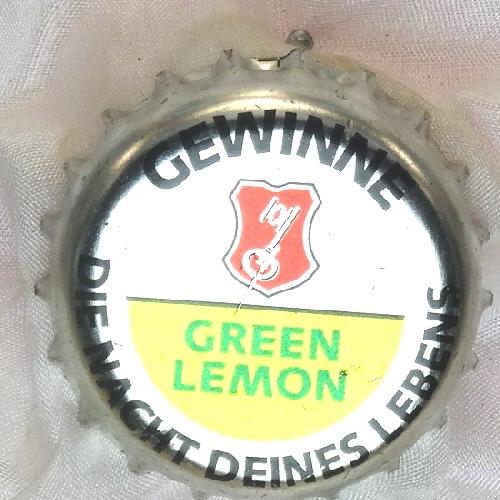 GEWINNE
GREEN
LEMON
DIE NACHT DEINES LEBENS